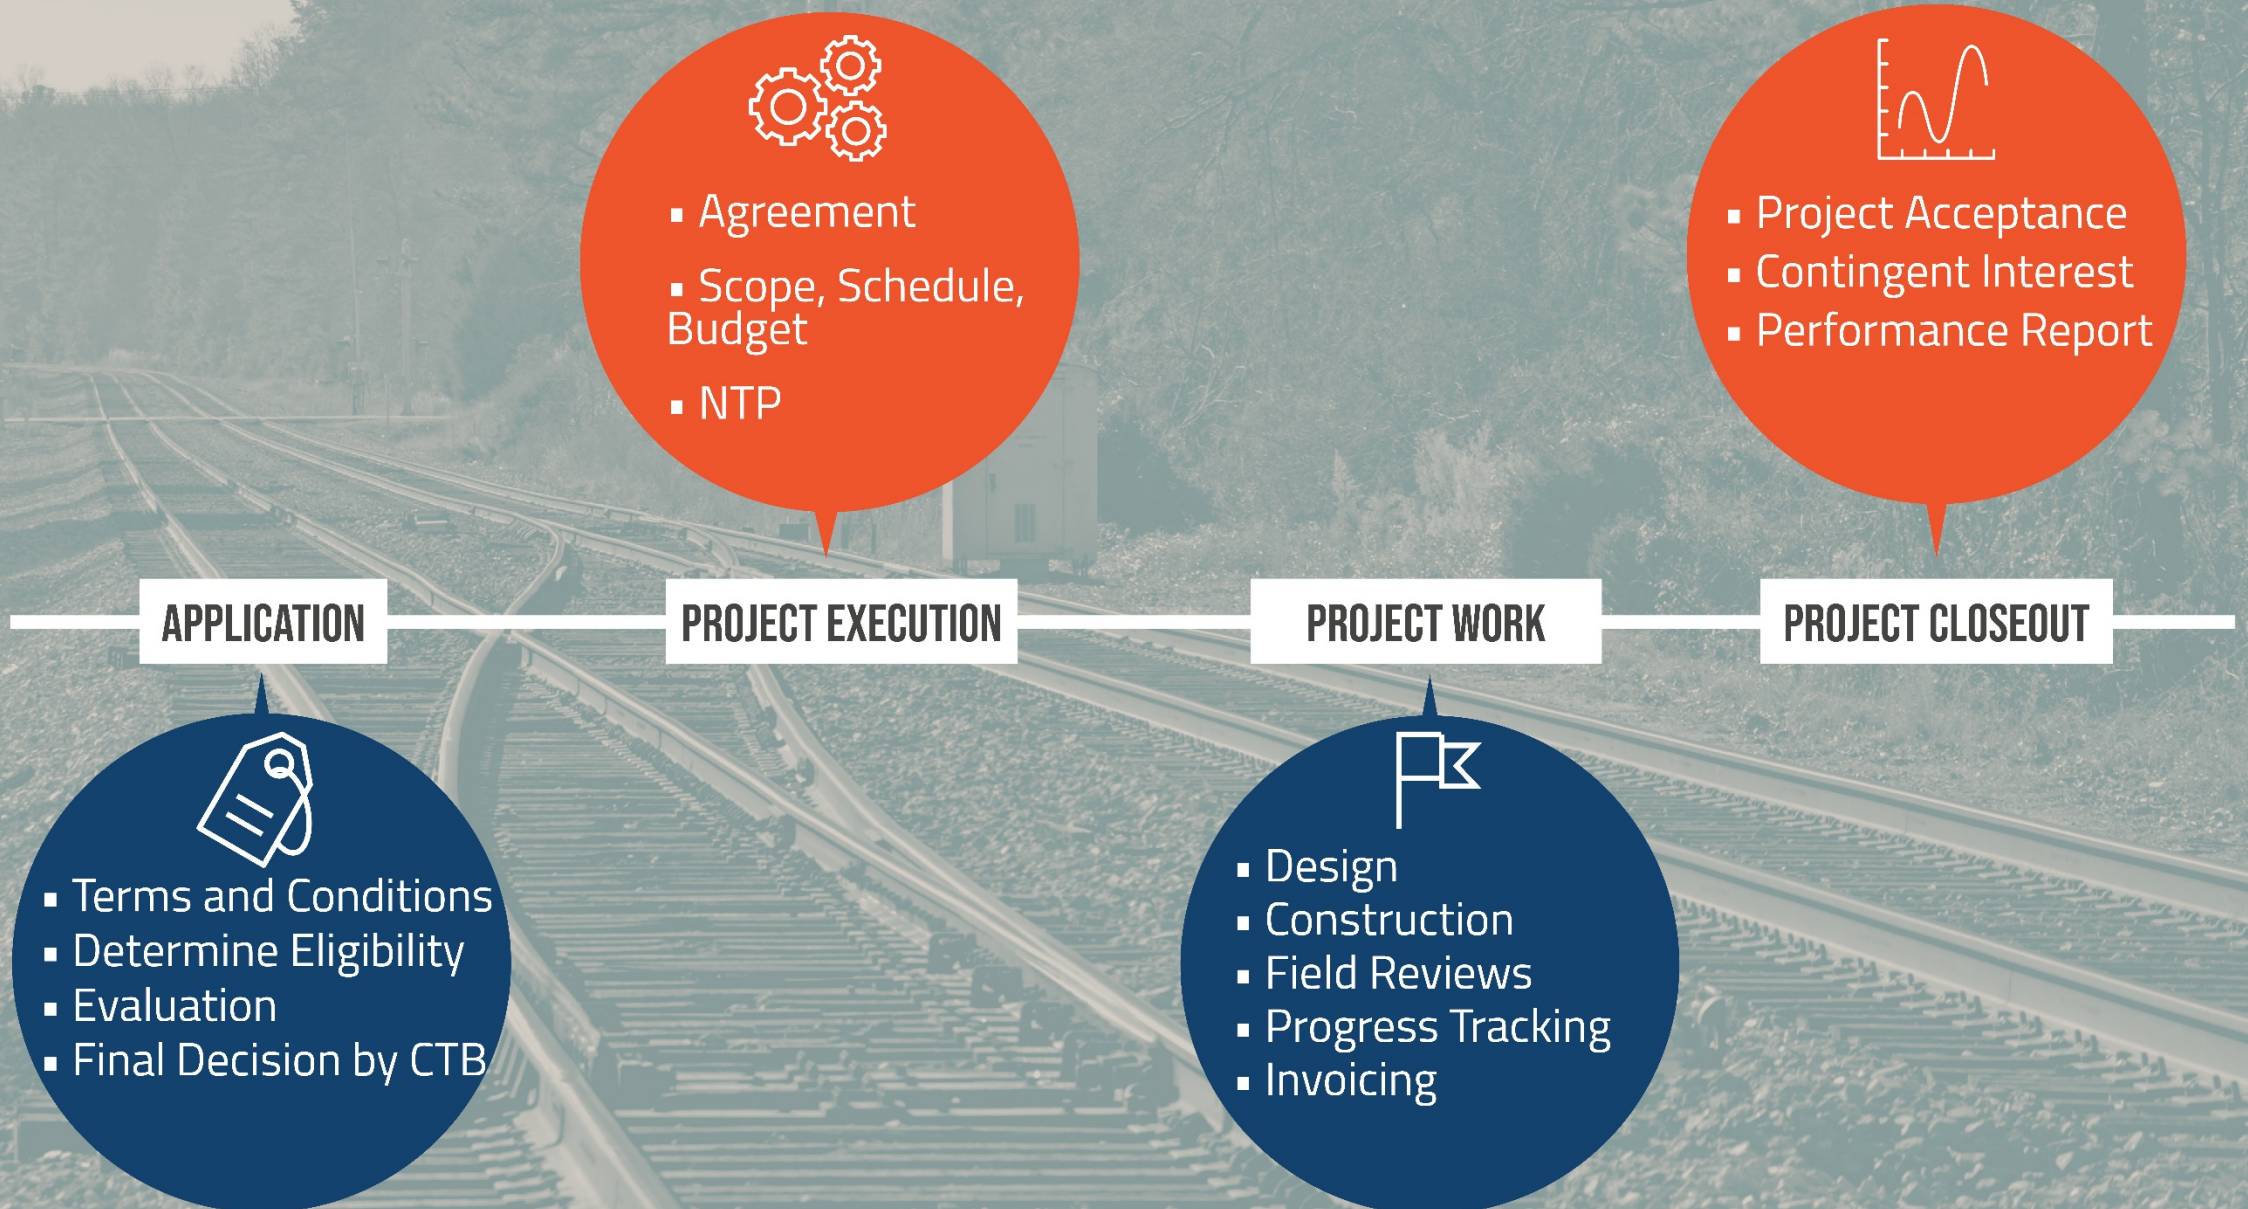 ▪ Agreement
▪ Scope, Schedule,
Budget
▪ NTP
▪ Project Acceptance
▪ Contingent Interest
▪ Performance Report
APPLICATION
PROJECT EXECUTION
PROJECT WORK
PROJECT CLOSEOUT
▪ Terms and Conditions
▪ Determine Eligibility
▪ Evaluation
▪ Final Decision by CTB
▪ Design
▪ Construction
▪ Field Reviews
▪ Progress Tracking
▪ Invoicing